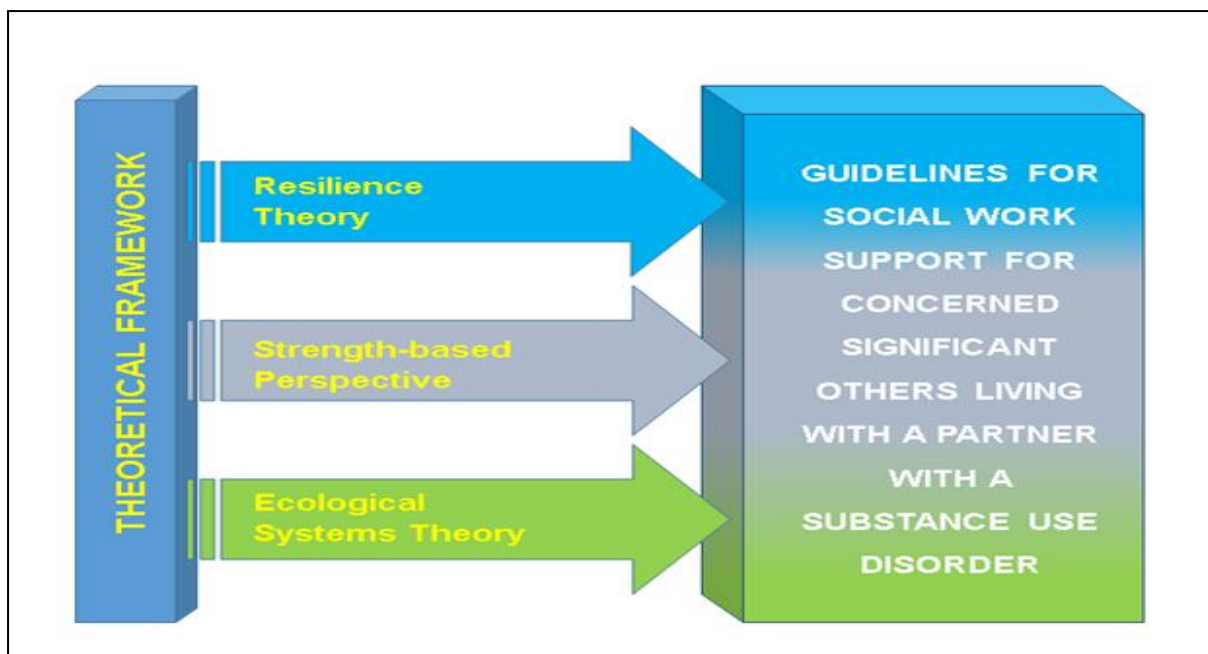 THEORETICAL FRAMEWORK
Resilience
Theory
Strength-based
Perspective
Ecological
Systems Theory
GUIDELINES FOR
SOCIAL WORK
SUPPORT FOR
CONCERNED
SIGNIFICANT
OTHERS LIVING
WITH A PARTNER
WITH A
SUBSTANCE USE
DISORDER